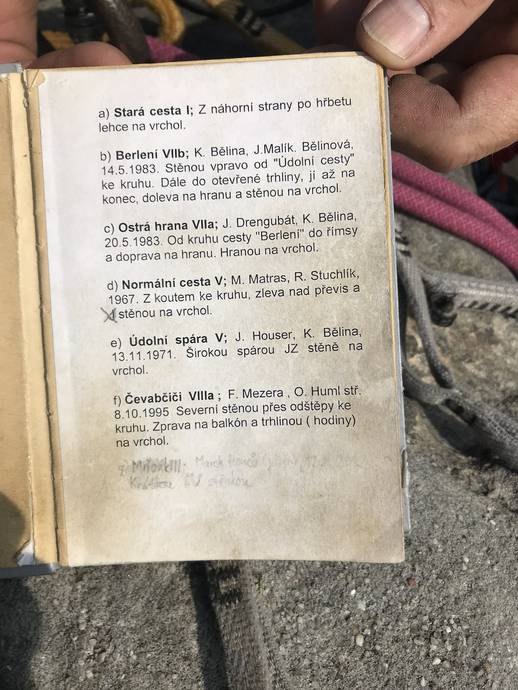 a) Stará cesta I; Z náhorní strany po hřbetu
lehce na vrchol.
b) Berlení VIIb; K. Bělina, J.Malík. Bělinová,
14.5.1983. Stěnou vpravo od "Údolní cesty"
ke kruhu. Dále do otevřené trhliny, jí až na
konec, doleva na hranu a stěnou na vrchol.
c) Ostrá hrana VIIa; J. Drengubát, K. Bělina,
20.5.1983. Od kruhu cesty "Berlení" do římsy
a doprava na hranu. Hranou na vrchol.
d) Normální cesta V; M. Matras, R. Stuchlík,
1967. Z koutem ke kruhu, zleva nad převis a
stěnou na vrchol.
e) Údolní spára V; J. Houser, K. Bělina,
13.11.1971. Širokou spárou JZ stěně na
vrchol.
f) Čevabčiči VIIIa ; F. Mezera , O. Huml stř.
8.10.1995 Severní stěnou přes odštěpy ke
kruhu. Zprava na balkón a trhlinou ( hodiny)
na vrchol.
g)